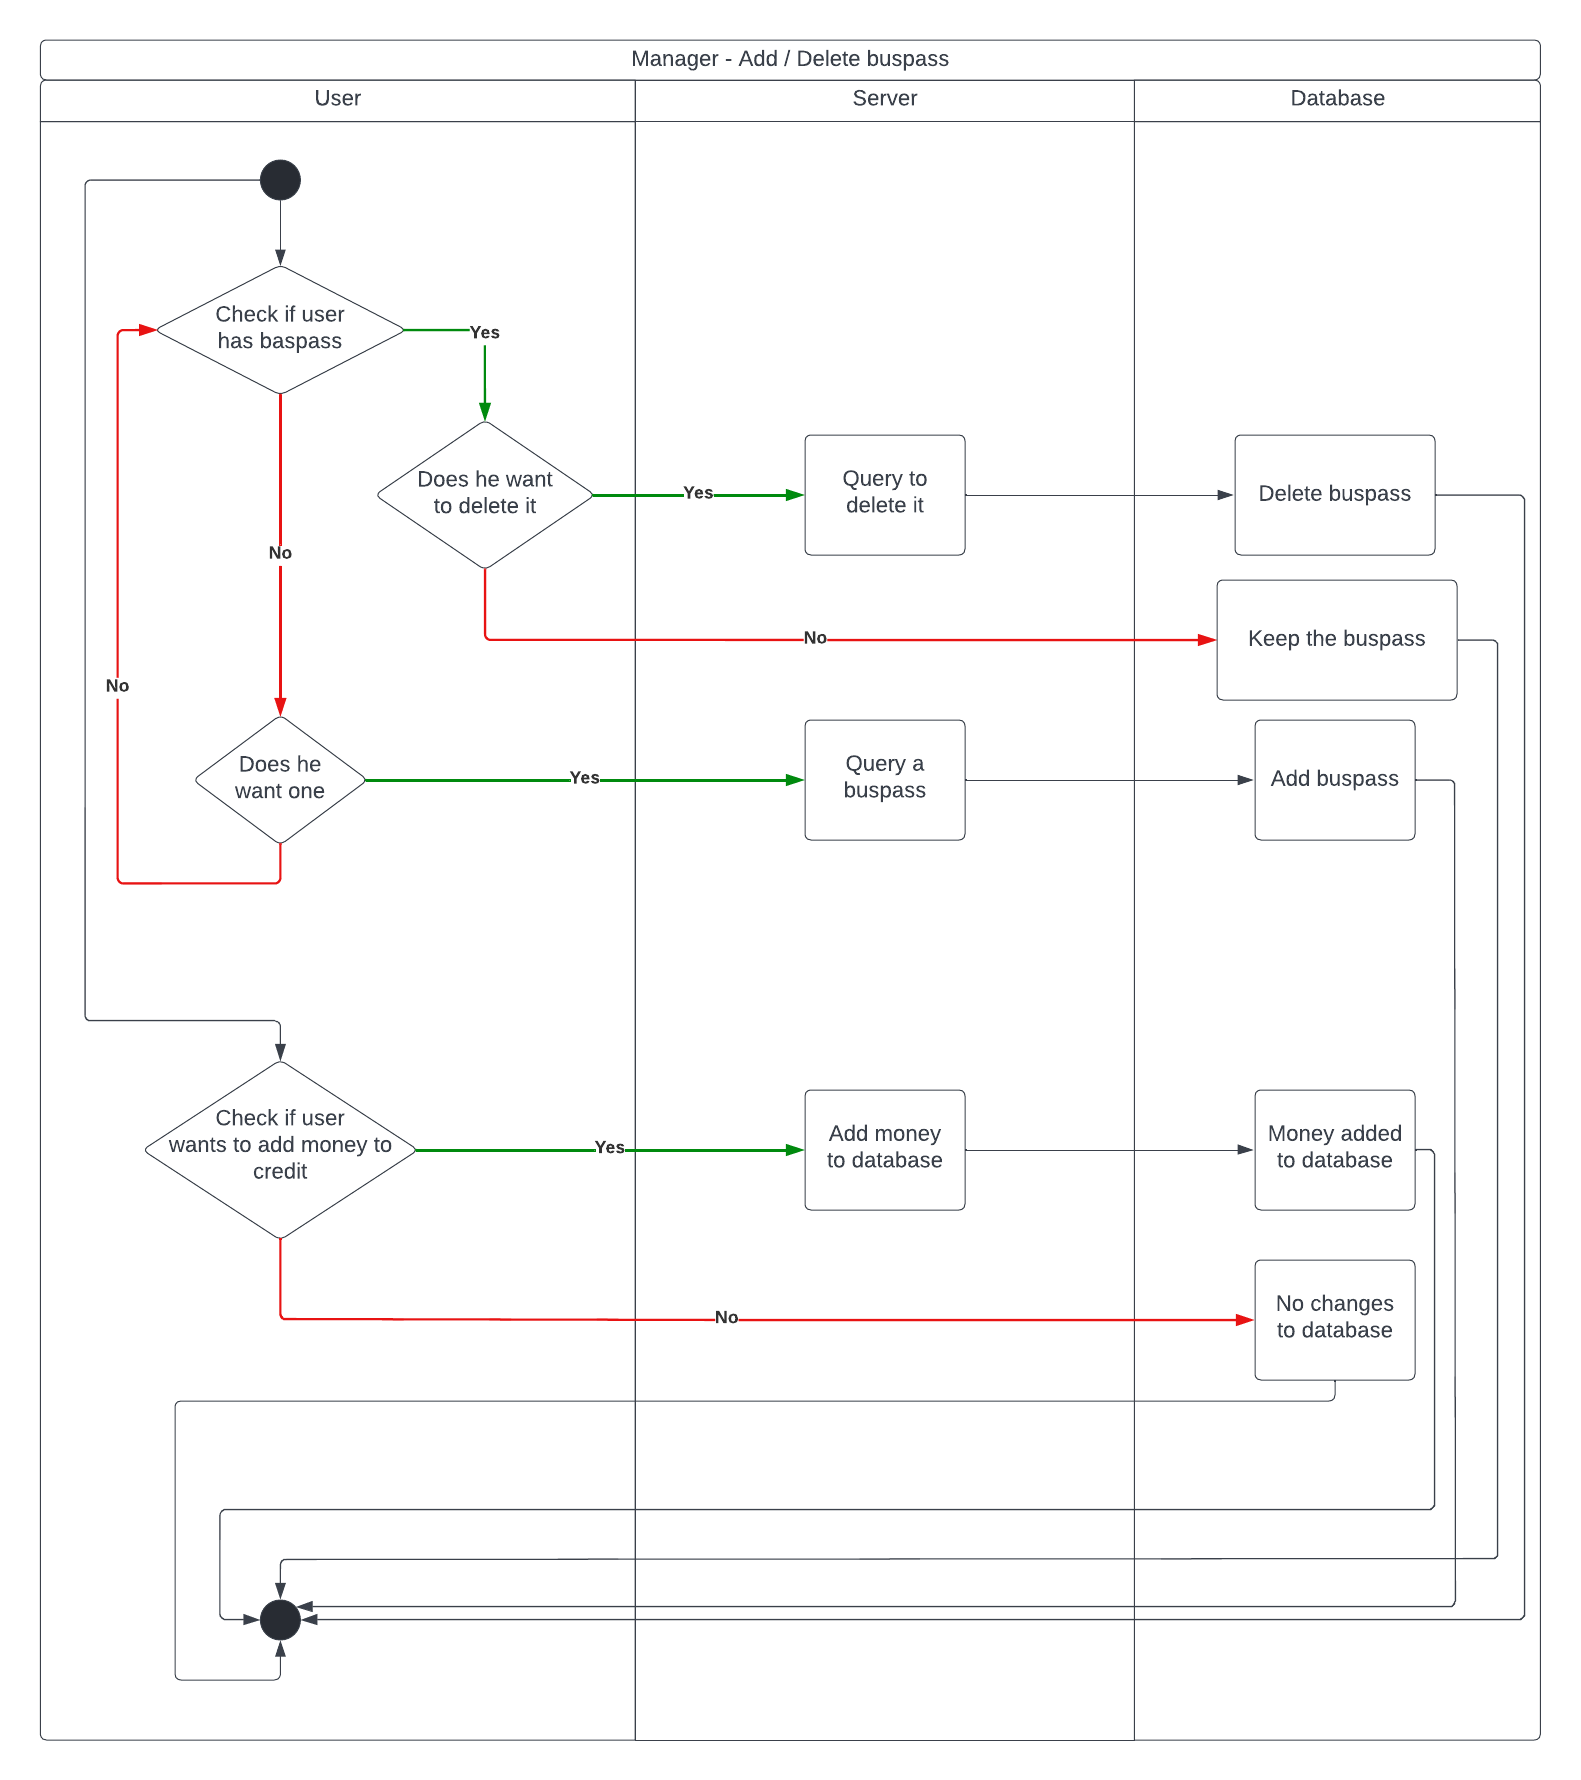 Manager - Add / Delete buspass
User
Server
Database
Check if user
has baspass
Yes
Does he want
to delete it
Yes
Query to
delete it
Delete buspass
No
No
Keep the buspass
No
Does he
want one
Yes
Query a
buspass
Add buspass
Check if user
wants to add money to
credit
Yes
Add money
to database
Money added
to database
No
No changes
to database